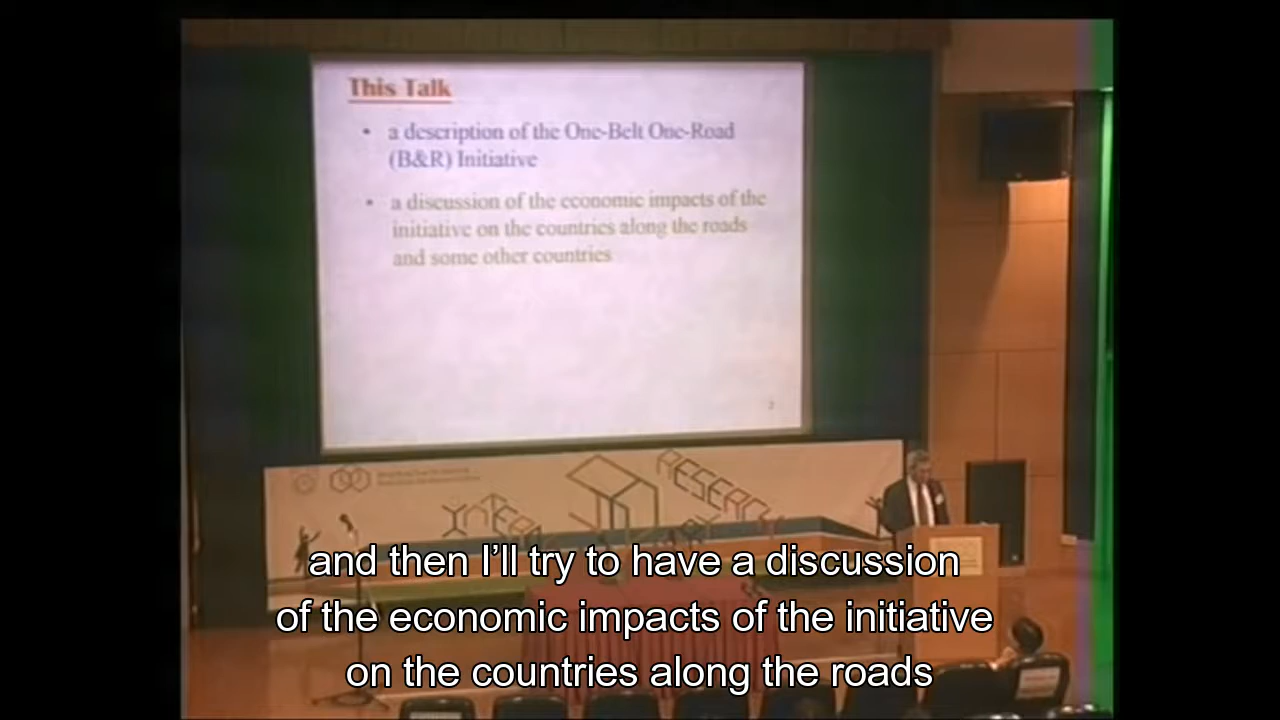 This Talk
• a description of the One-Belt One-Road
(B&R) Initiative
• a discussion of the economic impacts of the
initiative on the countries along the roads
and some other countries
2
and then I'll try to have a discussion
of the economic impacts of the initiative
on the countries along the roads